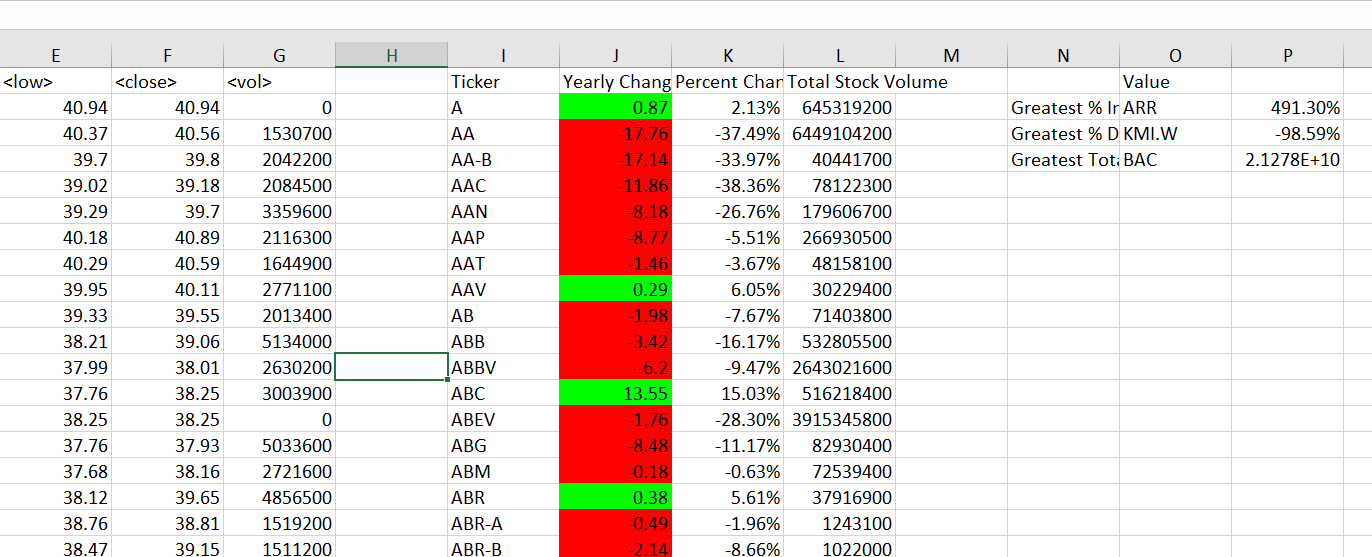 E F G H I J K L M N O P
<low> <close> <vol> Ticker Yearly Chang Percent Char Total Stock Volume Value
40.94 40.94 0 A 0.87 2.13% 645319200 Greatest % Ir ARR 491.30%
40.37 40.56 1530700 AA -17.76 -37.49% 6449104200 Greatest % D KMI.W -98.59%
39.7 39.8 2042200 AA-B -17.14 -33.97% 40441700 Greatest Tota BAC 2.1278E+10
39.02 39.18 2084500 AAC -11.86 -38.36% 78122300
39.29 39.7 3359600 AAN -8.18 -26.76% 179606700
40.18 40.89 2116300 AAP -8.77 -5.51% 266930500
40.29 40.59 1644900 AAT -1.46 -3.67% 48158100
39.95 40.11 2771100 AAV 0.29 6.05% 30229400
39.33 39.55 2013400 AB -1.98 -7.67% 71403800
38.21 39.06 5134000 ABB -3.42 -16.17% 532805500
37.99 38.01 2630200 ABBV -6.2 -9.47% 2643021600
37.76 38.25 3003900 ABC 13.55 15.03% 516218400
38.25 38.25 0 ABEV -1.76 -28.30% 3915345800
37.76 37.93 5033600 ABG -8.48 -11.17% 82930400
37.68 38.16 2721600 ABM -0.18 -0.63% 72539400
38.12 39.65 4856500 ABR 0.38 5.61% 37916900
38.76 38.81 1519200 ABR-A -0.49 -1.96% 1243100
38.47 39.15 1511200 ABR-B -2.14 -8.66% 1022000